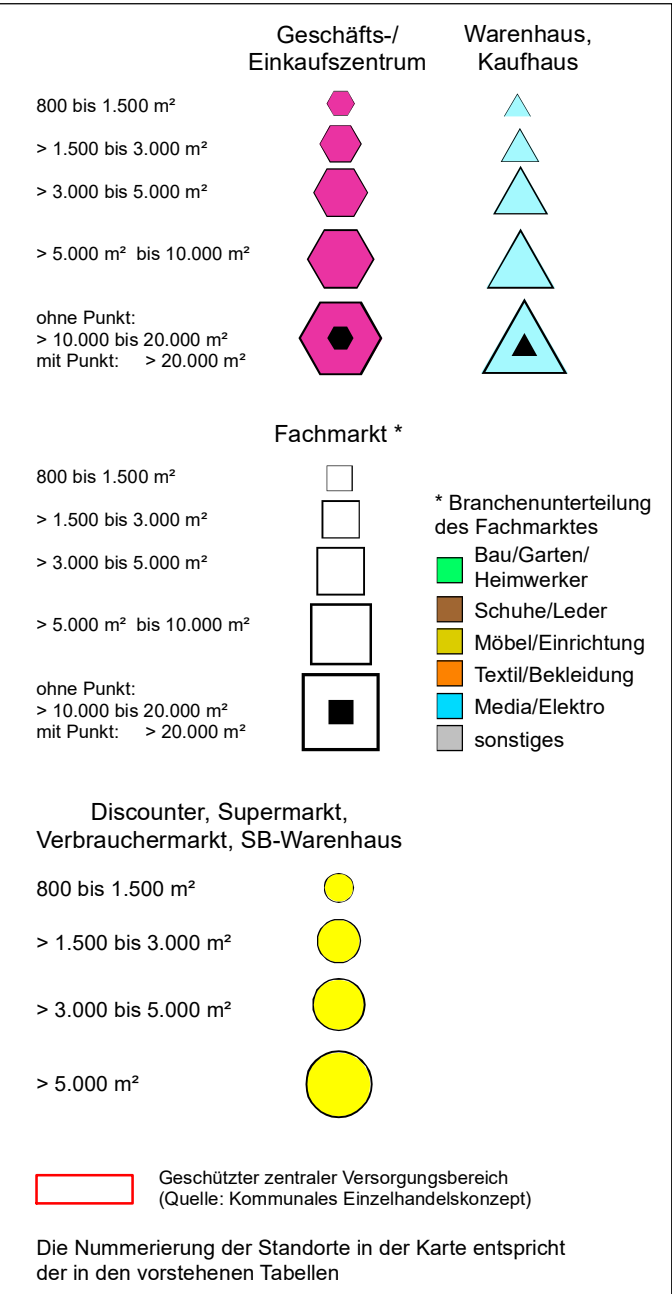 Geschäfts-/
Einkaufszentrum
Warenhaus,
Kaufhaus
800 bis 1.500 m²
> 1.500 bis 3.000 m²
> 3.000 bis 5.000 m²
> 5.000 m² bis 10.000 m²
ohne Punkt:
> 10.000 bis 20.000 m²
mit Punkt: > 20.000 m²
Fachmarkt *
800 bis 1.500 m²
> 1.500 bis 3.000 m²
> 3.000 bis 5.000 m²
> 5.000 m² bis 10.000 m²
ohne Punkt:
> 10.000 bis 20.000 m²
mit Punkt: > 20.000 m²
* Branchenunterteilung
des Fachmarktes
Bau/Garten/
Heimwerker
Schuhe/Leder
Möbel/Einrichtung
Textil/Bekleidung
Media/Elektro
sonstiges
Discounter, Supermarkt,
Verbrauchermarkt, SB-Warenhaus
800 bis 1.500 m²
> 1.500 bis 3.000 m²
> 3.000 bis 5.000 m²
> 5.000 m²
Geschützter zentraler Versorgungsbereich
(Quelle: Kommunales Einzelhandelskonzept)
Die Nummerierung der Standorte in der Karte entspricht
der in den vorstehenen Tabellen